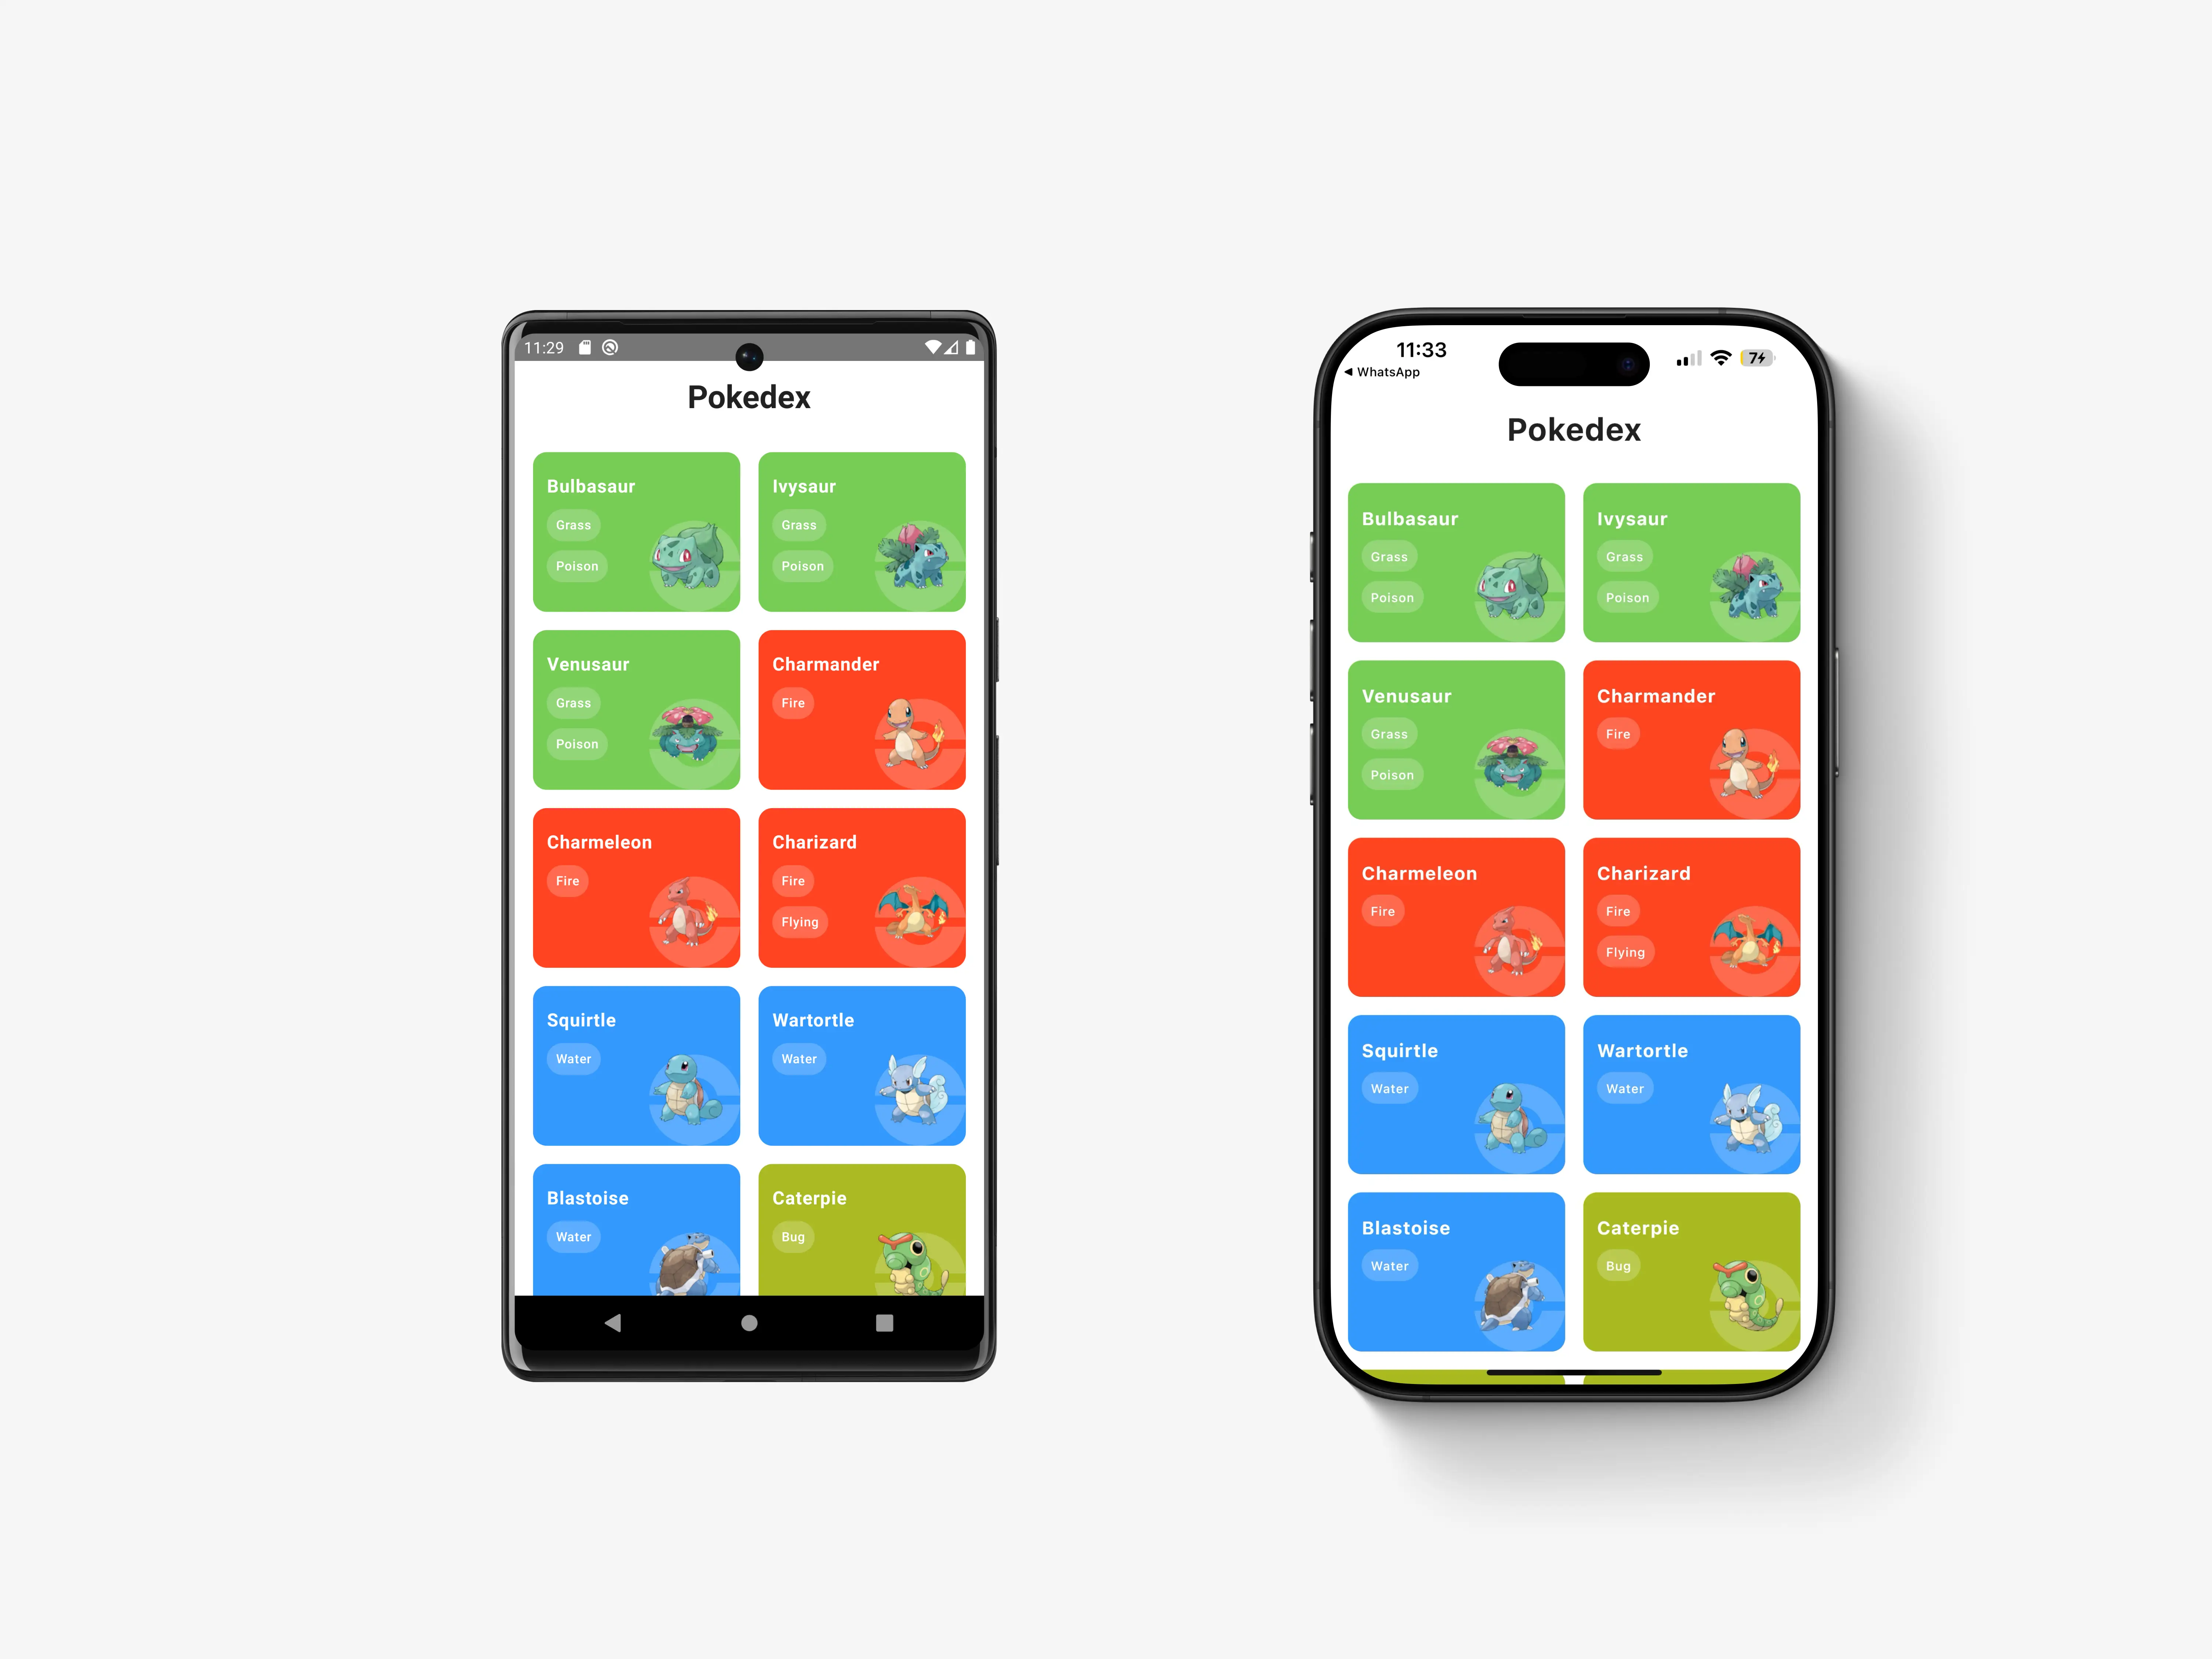 11:29
Pokedex
Bulbasaur
Grass
Poison
Ivysaur
Grass
Poison
Venusaur
Grass
Poison
Charmander
Fire
Charmeleon
Fire
Charizard
Fire
Flying
Squirtle
Water
Wartortle
Water
Blastoise
Water
Caterpie
Bug
11:33
WhatsApp
7
Pokedex
Bulbasaur
Grass
Poison
Ivysaur
Grass
Poison
Venusaur
Grass
Poison
Charmander
Fire
Charmeleon
Fire
Charizard
Fire
Flying
Squirtle
Water
Wartortle
Water
Blastoise
Water
Caterpie
Bug